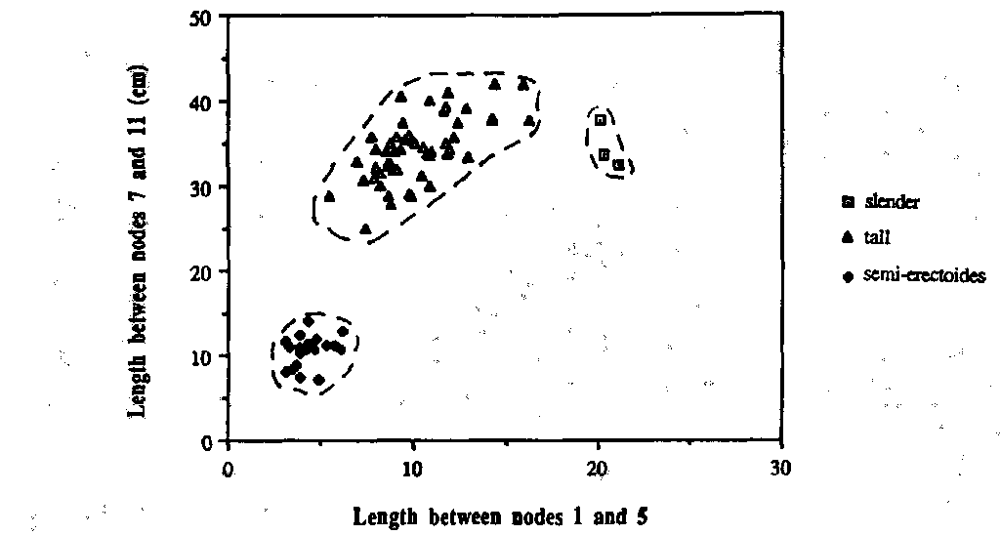 50
40
30
20
10
0
Length between nodes 7 and 11 (cm)
0 10 20 30
Length between nodes 1 and 5
slender
tall
semi-erectoides